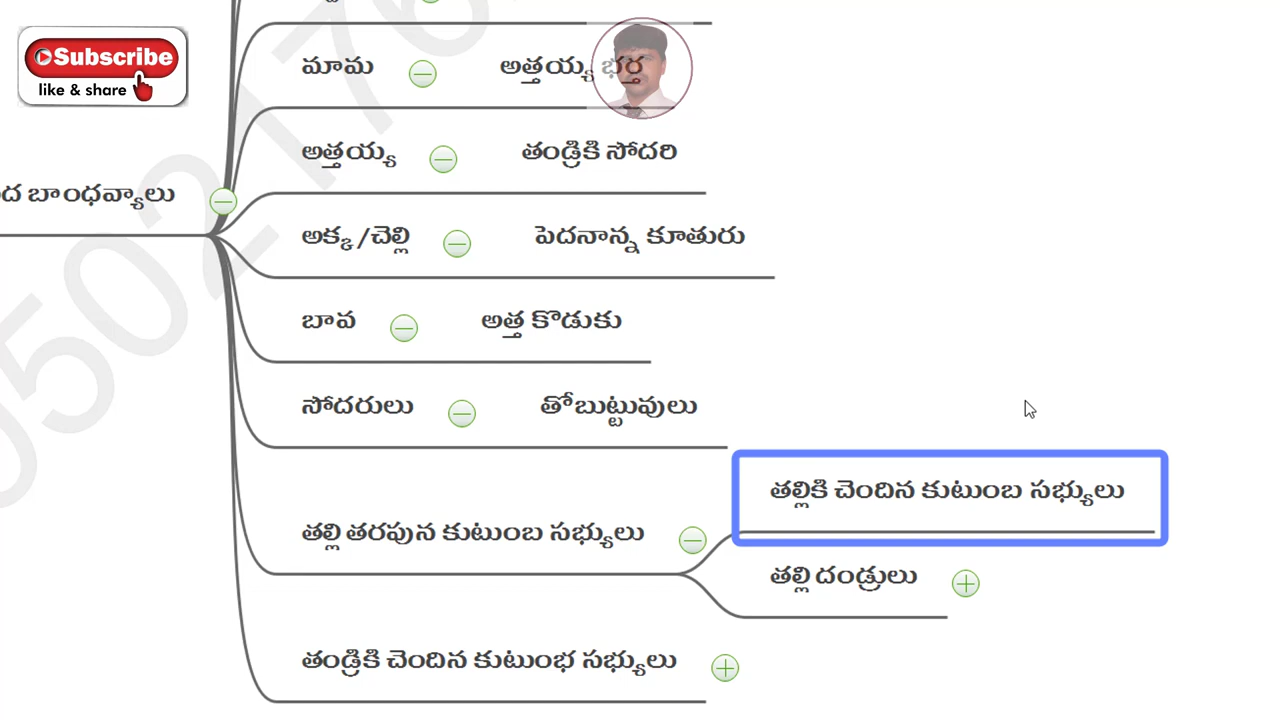 Subscribe
like & share
మామ అత్తయ్య భర్త
అత్తయ్య తండ్రికి సోదరి
బాంధవ్యాలు
అక్క /చెల్లి పెదనాన్న కూతురు
బావ అత్త కొడుకు
సోదరులు తోబుట్టువులు
తల్లికి చెందిన కుటుంబ సభ్యులు
తల్లి తరపున కుటుంబ సభ్యులు
తల్లి దండ్రులు
తండ్రికి చెందిన కుటుంభ సభ్యులు